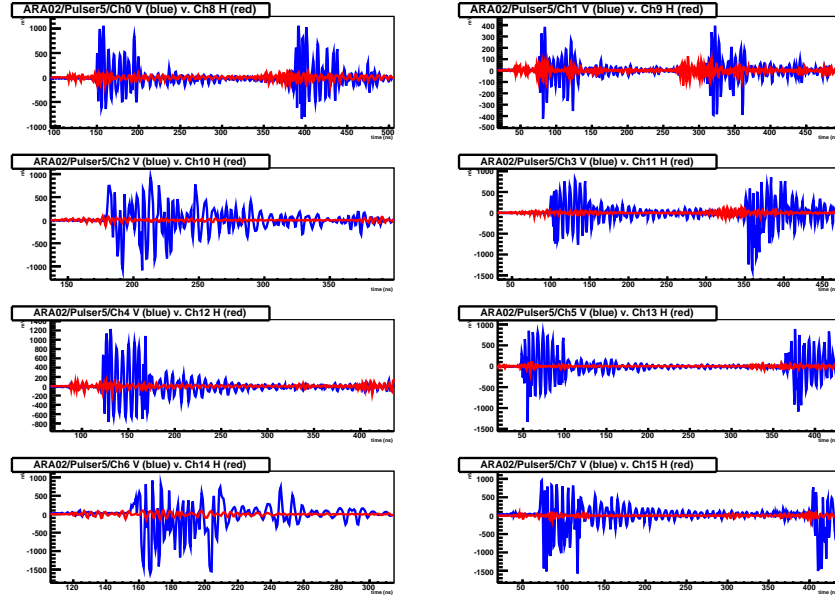 ARA02/Pulser5/Ch0 V (blue) v. Ch8 H (red)
1000
500
0
-500
-1000
100 150 200 250 300 350 400 450 500
time (ns)
ARA02/Pulser5/Ch1 V (blue) v. Ch9 H (red)
400
300
200
100
0
-100
-200
-300
-400
-500
50 100 150 200 250 300 350 400 450
time (ns)
ARA02/Pulser5/Ch2 V (blue) v. Ch10 H (red)
1000
500
0
-500
-1000
150 200 250 300 350
time (ns)
ARA02/Pulser5/Ch3 V (blue) v. Ch11 H (red)
1000
500
0
-500
-1000
-1500
50 100 150 200 250 300 350 400 450
time (ns)
ARA02/Pulser5/Ch4 V (blue) v. Ch12 H (red)
1400
1200
1000
800
600
400
200
0
-200
-400
-600
-800
100 150 200 250 300 350 400
time (ns)
ARA02/Pulser5/Ch5 V (blue) v. Ch13 H (red)
1000
500
0
-500
-1000
-1500
50 100 150 200 250 300 350 400
time (ns)
ARA02/Pulser5/Ch6 V (blue) v. Ch14 H (red)
1000
500
0
-500
-1000
-1500
120 140 160 180 200 220 240 260 280 300
time (ns)
ARA02/Pulser5/Ch7 V (blue) v. Ch15 H (red)
1000
500
0
-500
-1000
-1500
50 100 150 200 250 300 350 400
time (ns)